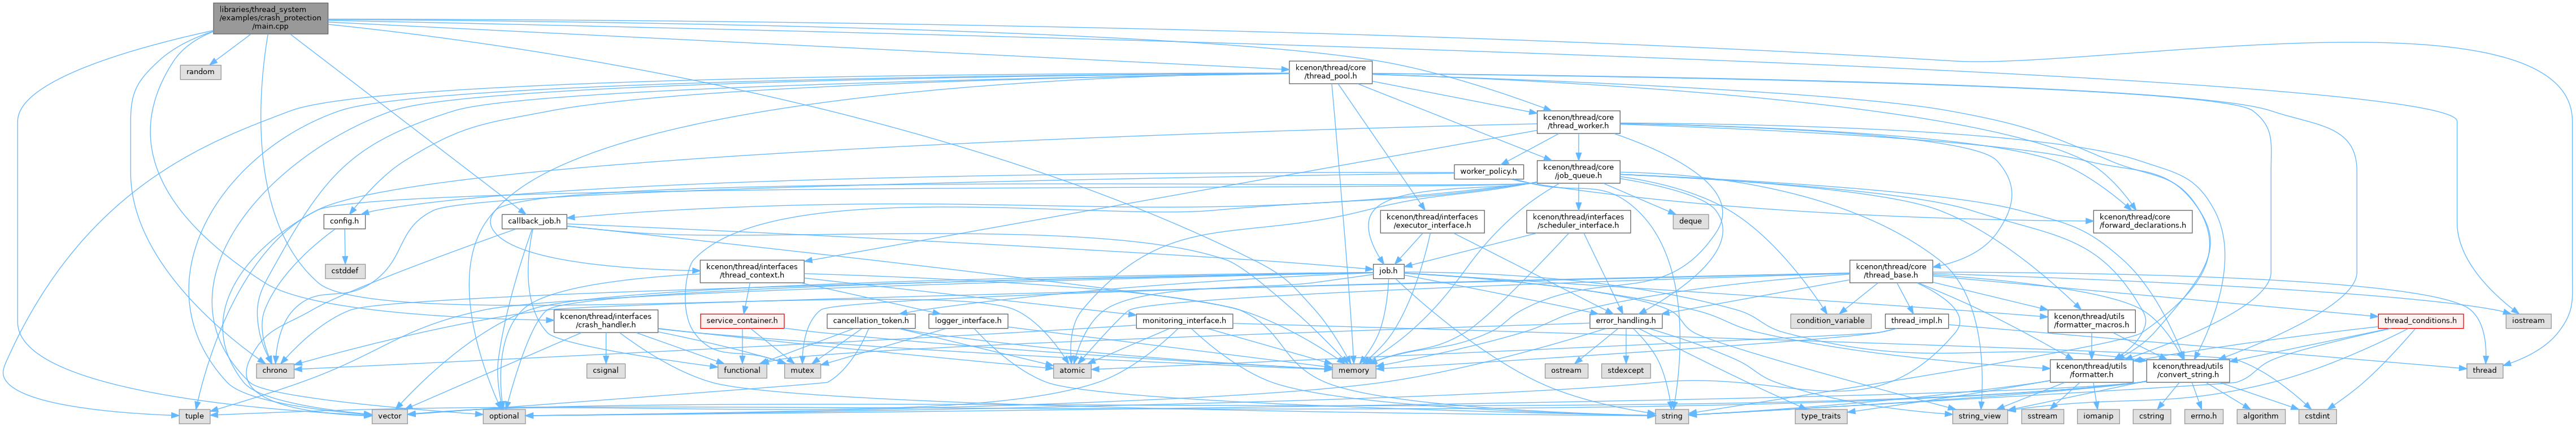 libraries/thread_system
/examples/crash_protection
/main.cpp
random
kcenon/thread/core
/thread_pool.h
kcenon/thread/core
/thread_worker.h
worker_policy.h
kcenon/thread/core
/job_queue.h
config.h
callback_job.h
kcenon/thread/interfaces
/executor_interface.h
kcenon/thread/interfaces
/scheduler_interface.h
deque
kcenon/thread/core
/forward_declarations.h
cstddef
kcenon/thread/interfaces
/thread_context.h
job.h
kcenon/thread/core
/thread_base.h
kcenon/thread/interfaces
/crash_handler.h
service_container.h
cancellation_token.h
logger_interface.h
monitoring_interface.h
error_handling.h
condition_variable
thread_impl.h
kcenon/thread/utils
/formatter_macros.h
thread_conditions.h
iostream
chrono
csignal
functional
mutex
atomic
memory
ostream
stdexcept
kcenon/thread/utils
/formatter.h
kcenon/thread/utils
/convert_string.h
thread
tuple
vector
optional
string
type_traits
string_view
sstream
iomanip
cstring
errno.h
algorithm
cstdint